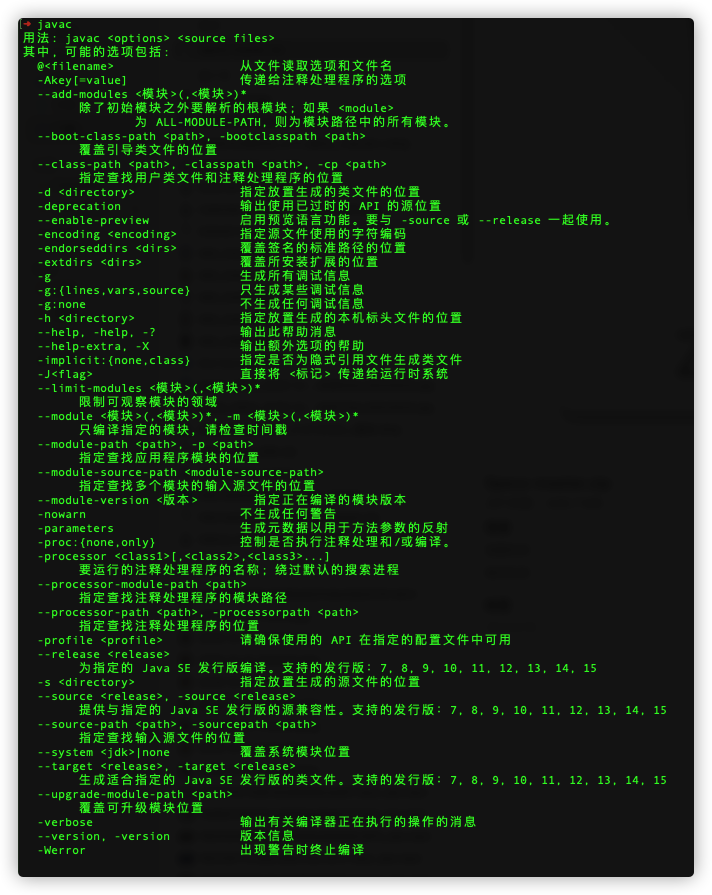 ➜ javac
用法: javac <options> <source files>
其中, 可能的选项包括:
@<filename> 从文件读取选项和文件名
-Akey[=value] 传递给注释处理程序的选项
--add-modules <模块>(,<模块>)*
除了初始模块之外要解析的根模块; 如果 <module>
为 ALL-MODULE-PATH, 则为模块路径中的所有模块。
--boot-class-path <path>, -bootclasspath <path>
覆盖引导类文件的位置
--class-path <path>, -classpath <path>, -cp <path>
指定查找用户类文件和注释处理程序的位置
-d <directory> 指定放置生成的类文件的位置
-deprecation 输出使用已过时的 API 的源位置
--enable-preview 启用预览语言功能。要与 -source 或 --release 一起使用。
-encoding <encoding> 指定源文件使用的字符编码
-endorseddirs <dirs> 覆盖签名的标准路径的位置
-extdirs <dirs> 覆盖所安装扩展的位置
-g 生成所有调试信息
-g:{lines,vars,source} 只生成某些调试信息
-g:none 不生成任何调试信息
-h <directory> 指定放置生成的本机标头文件的位置
--help, -help, -? 输出此帮助消息
--help-extra, -X 输出额外选项的帮助
-implicit:{none,class} 指定是否为隐式引用文件生成类文件
-J<flag> 直接将 <标记> 传递给运行时系统
--limit-modules <模块>(,<模块>)*
限制可观察模块的领域
--module <模块>(,<模块>)*, -m <模块>(,<模块>)*
只编译指定的模块, 请检查时间戳
--module-path <path>, -p <path>
指定查找应用程序模块的位置
--module-source-path <module-source-path>
指定查找多个模块的输入源文件的位置
--module-version <版本> 指定正在编译的模块版本
-nowarn 不生成任何警告
-parameters 生成元数据以用于方法参数的反射
-proc:{none,only} 控制是否执行注释处理和/或编译。
-processor <class1>[,<class2>,<class3>...]
要运行的注释处理程序的名称; 绕过默认的搜索进程
--processor-module-path <path>
指定查找注释处理程序的模块路径
--processor-path <path>, -processorpath <path>
指定查找注释处理程序的位置
-profile <profile> 请确保使用的 API 在指定的配置文件中可用
--release <release>
为指定的 Java SE 发行版编译。支持的发行版: 7, 8, 9, 10, 11, 12, 13, 14, 15
-s <directory> 指定放置生成的源文件的位置
--source <release>, -source <release>
提供与指定的 Java SE 发行版的源兼容性。支持的发行版: 7, 8, 9, 10, 11, 12, 13, 14, 15
--source-path <path>, -sourcepath <path>
指定查找输入源文件的位置
--system <jdk>|none 覆盖系统模块位置
--target <release>, -target <release>
生成适合指定的 Java SE 发行版的类文件。支持的发行版: 7, 8, 9, 10, 11, 12, 13, 14, 15
--upgrade-module-path <path>
覆盖可升级模块位置
-verbose 输出有关编译器正在执行的操作的消息
--version, -version 版本信息
-Werror 出现警告时终止编译